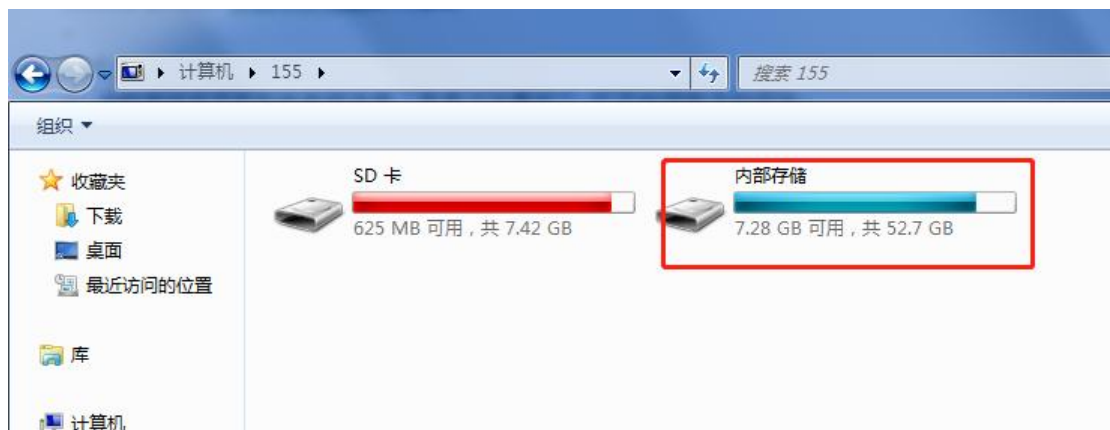 计算机 155
搜索 155
组织
收藏夹
下载
桌面
最近访问的位置
库
计算机
SD 卡
625 MB 可用 , 共 7.42 GB
内部存储
7.28 GB 可用 , 共 52.7 GB